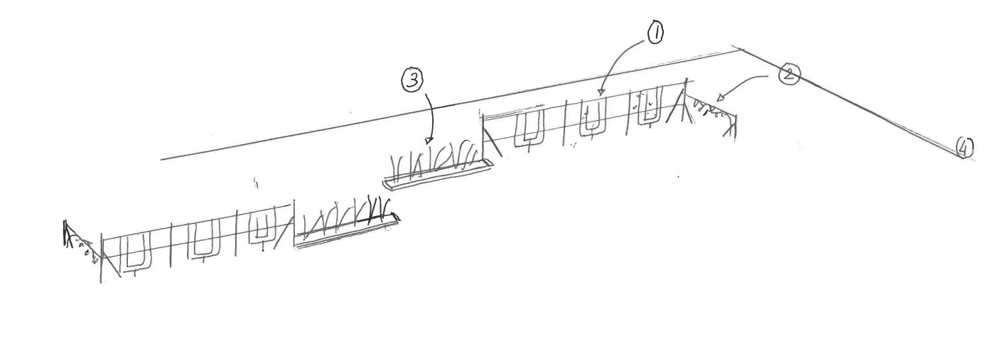 ①
②
③
④